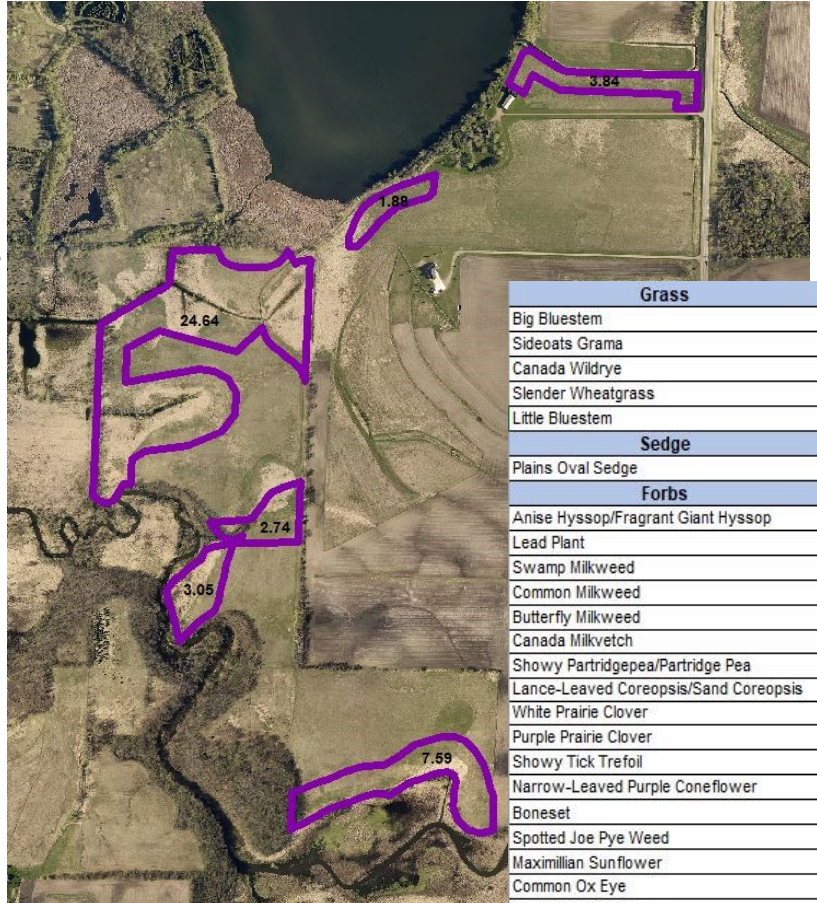 3.84
1.88
24.64
2.74
3.05
7.59
Grass
Big Bluestem
Sideoats Grama
Canada Wildrye
Slender Wheatgrass
Little Bluestem
Sedge
Plains Oval Sedge
Forbs
Anise Hyssop/Fragrant Giant Hyssop
Lead Plant
Swamp Milkweed
Common Milkweed
Butterfly Milkweed
Canada Milkvetch
Showy Partridgepea/Partridge Pea
Lance-Leaved Coreopsis/Sand Coreopsis
White Prairie Clover
Purple Prairie Clover
Showy Tick Trefoil
Narrow-Leaved Purple Coneflower
Boneset
Spotted Joe Pye Weed
Maximillian Sunflower
Common Ox Eye